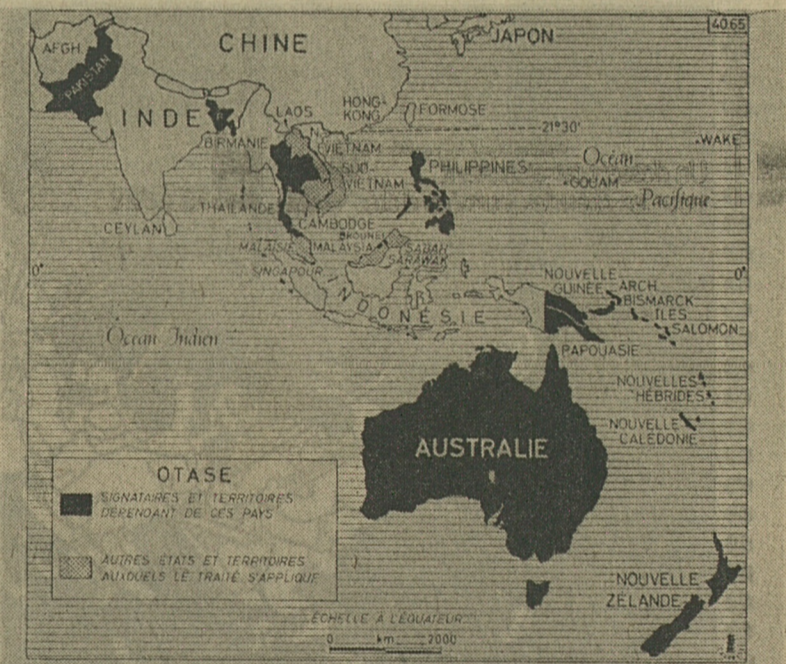 40.65
AFGH.
PAKISTAN
CHINE
JAPON
INDE
LAOS
HONG-
KONG
FORMOSE
21°30'
BIRMANIE
N.
VIETNAM
SUD-
VIETNAM
PHILIPPINES
WAKE
Océan
Pacifique
GOUAM
THAILANDE
CAMBODGE
CEYLAN
BROUNEI
MALAISIE
MALAYSIA
SABAH
SARAWAK
SINGAPOUR
0°
0°
INDONÉSIE
NOUVELLE
GUINÉE
ARCH.
BISMARCK
ILES
SALOMON
PAPOUASIE
Océan Indien
NOUVELLES
HÉBRIDES
NOUVELLE
CALÉDONIE
AUSTRALIE
OTASE
SIGNATAIRES ET TERRITOIRES
DÉPENDANT DE CES PAYS
AUTRES ÉTATS ET TERRITOIRES
AUXQUELS LE TRAITÉ S'APPLIQUE
NOUVELLE
ZÉLANDE
ÉCHELLE À L'ÉQUATEUR
0 km 2000